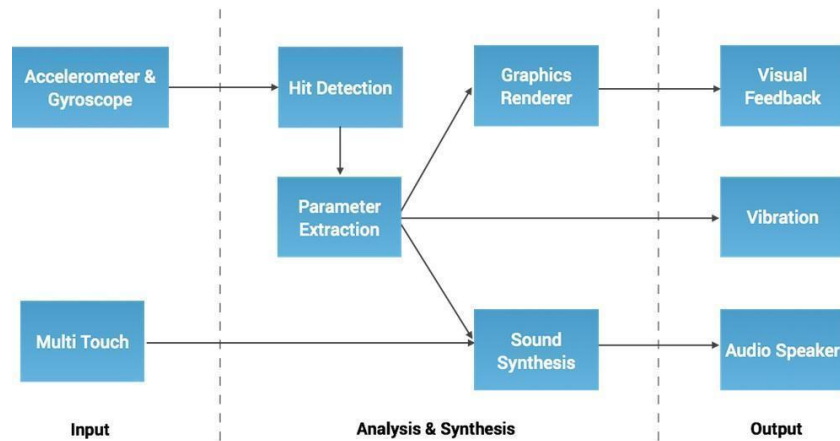 Accelerometer &
Gyroscope
Hit Detection
Graphics
Renderer
Visual
Feedback
Parameter
Extraction
Vibration
Multi Touch
Sound
Synthesis
Audio Speaker
Input
Analysis & Synthesis
Output